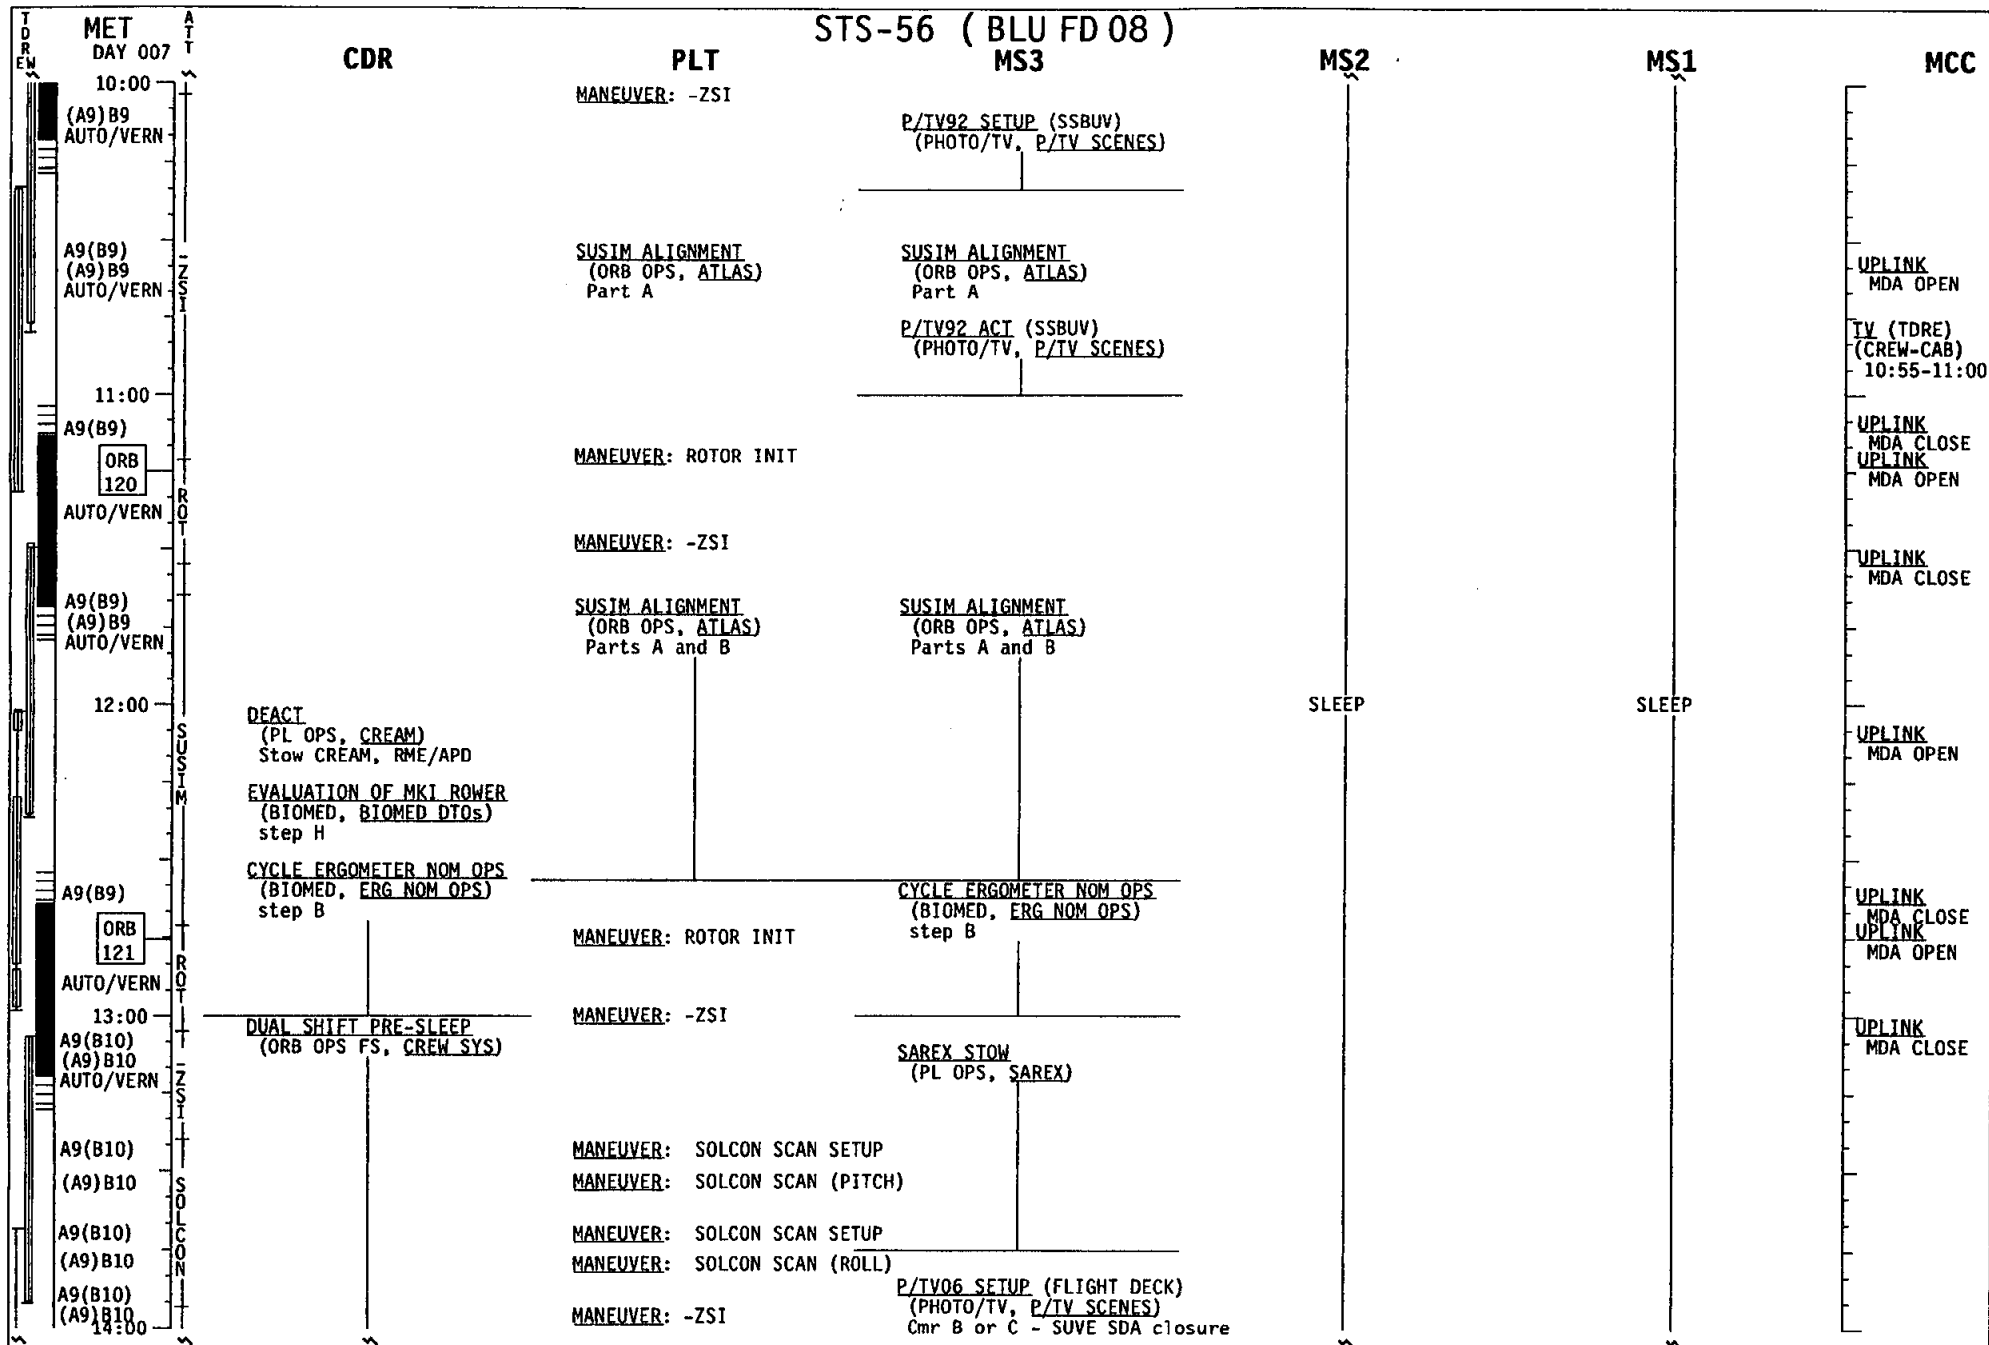 STS-56 ( BLU FD 08 )
TDRE W
MET
DAY 007
ATT
CDR
PLT
MS3
MS2
MS1
MCC
10:00
(A9)B9
AUTO/VERN
A9(B9)
(A9)B9
AUTO/VERN
11:00
A9(B9)
ORB
120
AUTO/VERN
A9(B9)
(A9)B9
AUTO/VERN
12:00
A9(B9)
ORB
121
AUTO/VERN
13:00
A9(B10)
(A9)B10
AUTO/VERN
A9(B10)
(A9)B10
A9(B10)
(A9)B10
A9(B10)
(A9)B10
14:00
-ZSI
ROT
SUSIM
ROT
-ZSI
SOLCON
DEACT
(PL OPS, CREAM)
Stow CREAM, RME/APD
EVALUATION OF MKI ROWER
(BIOMED, BIOMED DTOs)
step H
CYCLE ERGOMETER NOM OPS
(BIOMED, ERG NOM OPS)
step B
DUAL SHIFT PRE-SLEEP
(ORB OPS FS, CREW SYS)
MANEUVER: -ZSI
SUSIM ALIGNMENT
(ORB OPS, ATLAS)
Part A
MANEUVER: ROTOR INIT
MANEUVER: -ZSI
SUSIM ALIGNMENT
(ORB OPS, ATLAS)
Parts A and B
MANEUVER: ROTOR INIT
MANEUVER: -ZSI
MANEUVER: SOLCON SCAN SETUP
MANEUVER: SOLCON SCAN (PITCH)
MANEUVER: SOLCON SCAN SETUP
MANEUVER: SOLCON SCAN (ROLL)
MANEUVER: -ZSI
P/TV92 SETUP (SSBUV)
(PHOTO/TV, P/TV SCENES)
SUSIM ALIGNMENT
(ORB OPS, ATLAS)
Part A
P/TV92 ACT (SSBUV)
(PHOTO/TV, P/TV SCENES)
SUSIM ALIGNMENT
(ORB OPS, ATLAS)
Parts A and B
CYCLE ERGOMETER NOM OPS
(BIOMED, ERG NOM OPS)
step B
SAREX STOW
(PL OPS, SAREX)
P/TV06 SETUP (FLIGHT DECK)
(PHOTO/TV, P/TV SCENES)
Cmr B or C - SUVE SDA closure
SLEEP
SLEEP
UPLINK
MDA OPEN
TV (TDRE)
(CREW-CAB)
10:55-11:00
UPLINK
MDA CLOSE
UPLINK
MDA OPEN
UPLINK
MDA CLOSE
UPLINK
MDA OPEN
UPLINK
MDA CLOSE
UPLINK
MDA OPEN
UPLINK
MDA CLOSE